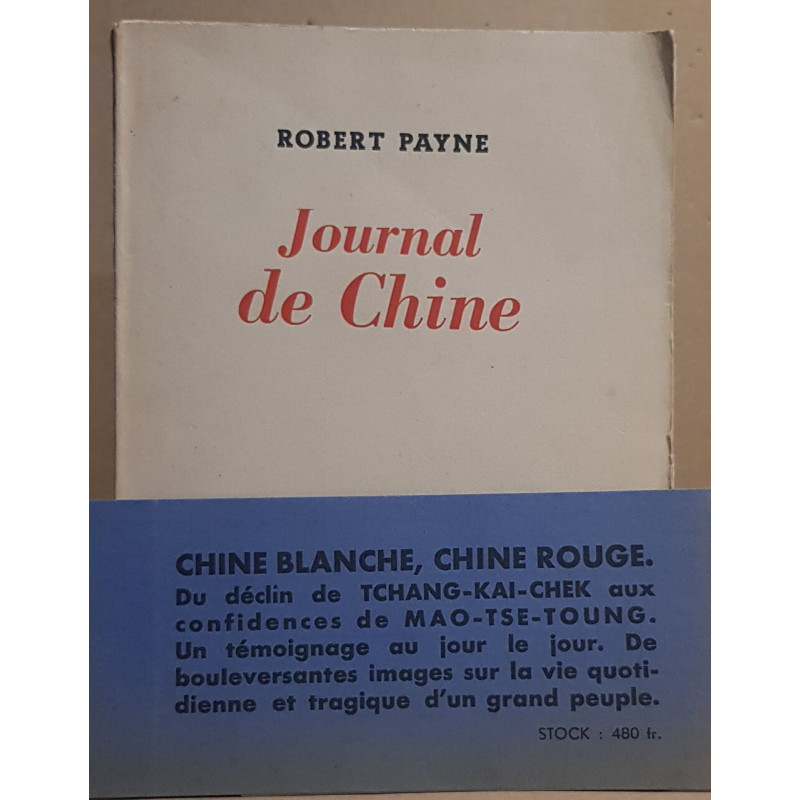 ROBERT PAYNE
Journal
de Chine
CHINE BLANCHE, CHINE ROUGE.
Du déclin de TCHANG-KAI-CHEK aux
confidences de MAO-TSE-TOUNG.
Un témoignage au jour le jour. De
bouleversantes images sur la vie quoti-
dienne et tragique d'un grand peuple.
STOCK : 480 fr.